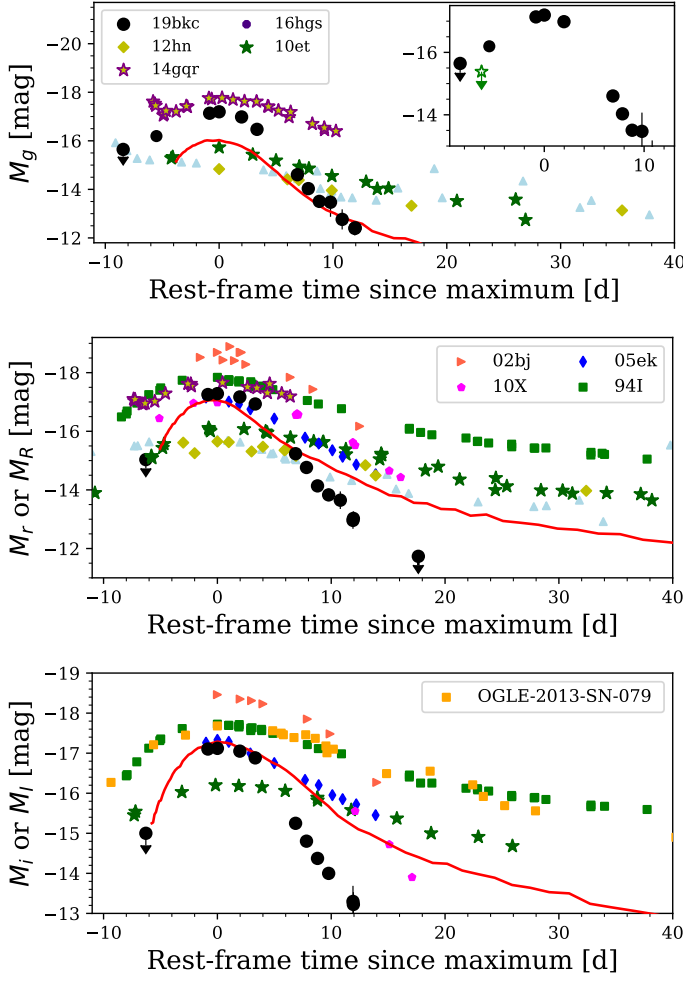 −20
−18
−16
−14
−12
M_g [mag]
19bkc
16hgs
12hn
10et
14gqr
−16
−14
0
10
−10
0
10
20
30
40
Rest-frame time since maximum [d]
−18
−16
−14
−12
M_r or M_R [mag]
02bj
05ek
10X
94I
−10
0
10
20
30
40
Rest-frame time since maximum [d]
−19
−18
−17
−16
−15
−14
−13
M_i or M_I [mag]
OGLE-2013-SN-079
−10
0
10
20
30
40
Rest-frame time since maximum [d]